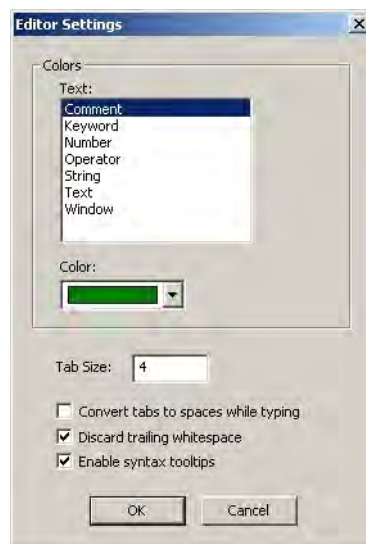 Editor Settings
Colors
Text:
Comment
Keyword
Number
Operator
String
Text
Window
Color:
Tab Size: 4
Convert tabs to spaces while typing
Discard trailing whitespace
Enable syntax tooltips
OK Cancel